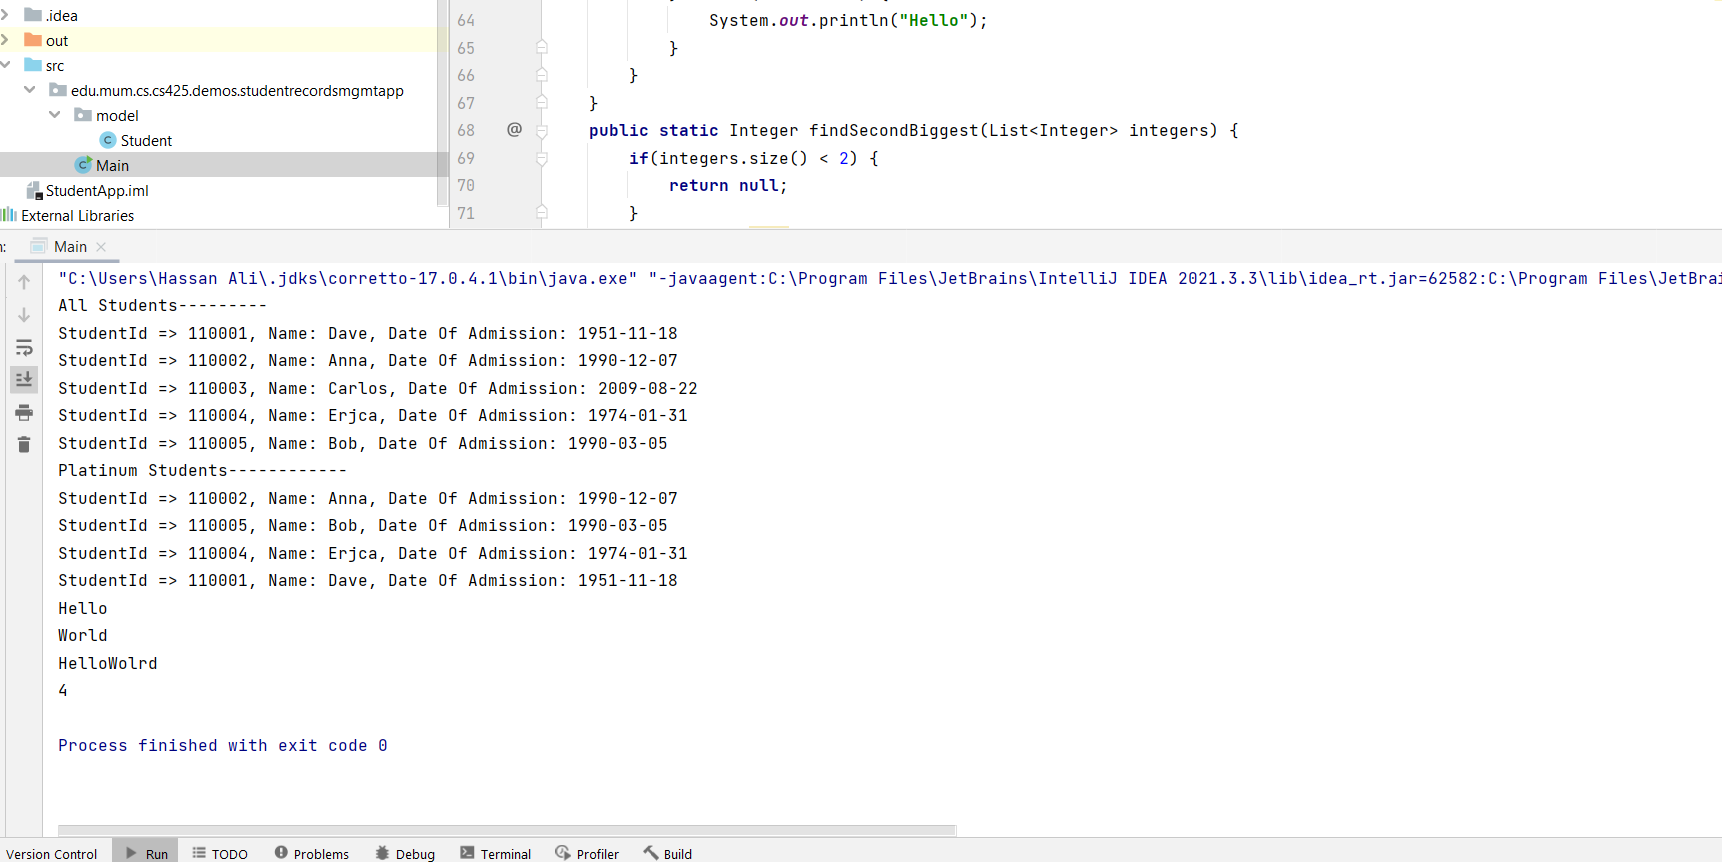 .idea
out
src
edu.mum.cs.cs425.demos.studentrecordsmgmtapp
model
Student
Main
StudentApp.iml
External Libraries
64 System.out.println("Hello");
65 }
66 }
67 }
68 @ public static Integer findSecondBiggest(List<Integer> integers) {
69 if(integers.size() < 2) {
70 return null;
71 }
Main
"C:\Users\Hassan Ali\.jdks\corretto-17.0.4.1\bin\java.exe" "-javaagent:C:\Program Files\JetBrains\IntelliJ IDEA 2021.3.3\lib\idea_rt.jar=62582:C:\Program Files\JetBrai
All Students---------
StudentId => 110001, Name: Dave, Date Of Admission: 1951-11-18
StudentId => 110002, Name: Anna, Date Of Admission: 1990-12-07
StudentId => 110003, Name: Carlos, Date Of Admission: 2009-08-22
StudentId => 110004, Name: Erjca, Date Of Admission: 1974-01-31
StudentId => 110005, Name: Bob, Date Of Admission: 1990-03-05
Platinum Students------------
StudentId => 110002, Name: Anna, Date Of Admission: 1990-12-07
StudentId => 110005, Name: Bob, Date Of Admission: 1990-03-05
StudentId => 110004, Name: Erjca, Date Of Admission: 1974-01-31
StudentId => 110001, Name: Dave, Date Of Admission: 1951-11-18
Hello
World
HelloWolrd
4
Process finished with exit code 0
Version Control Run TODO Problems Debug Terminal Profiler Build